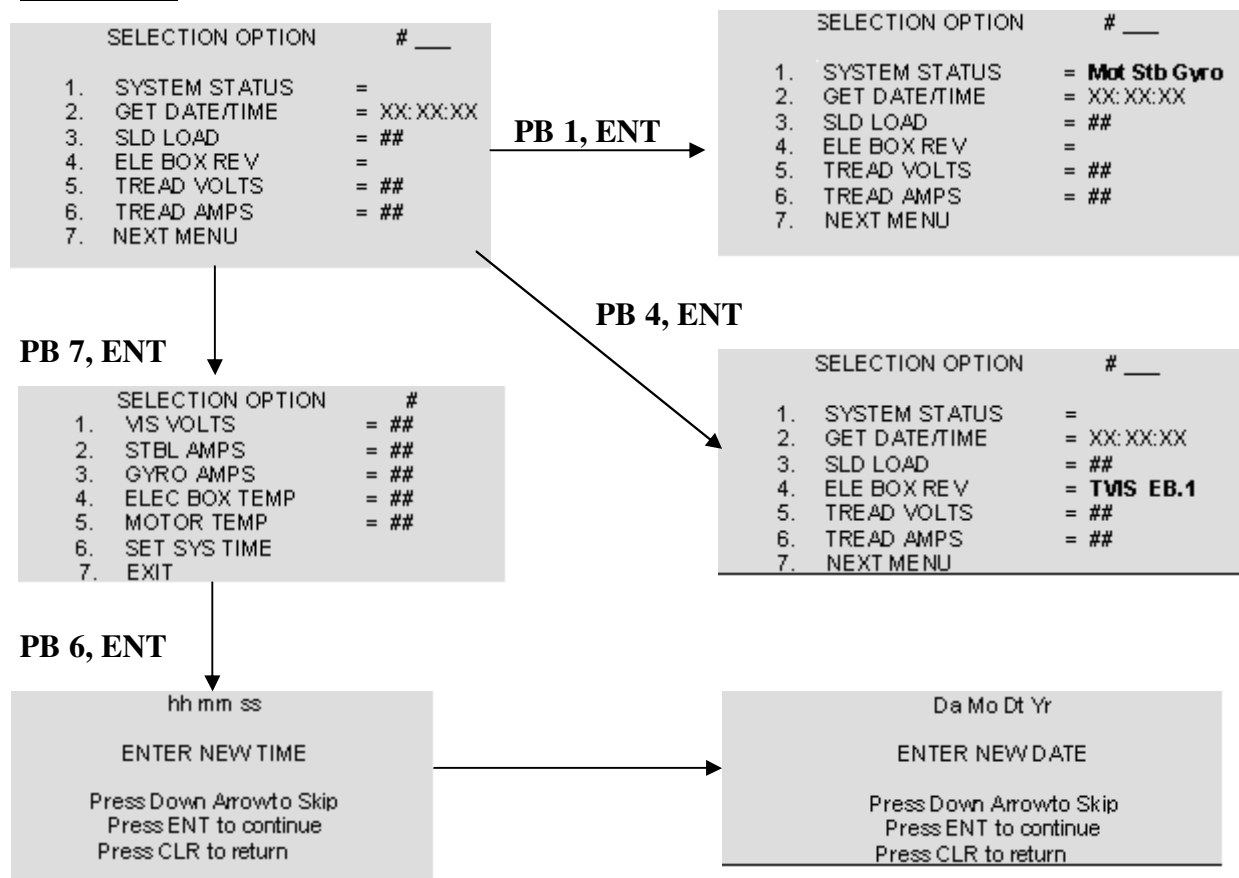 SELECTION OPTION # ___
1. SYSTEM STATUS =
2. GET DATE/TIME = XX:XX:XX
3. SLD LOAD = ##
4. ELE BOX REV =
5. TREAD VOLTS = ##
6. TREAD AMPS = ##
7. NEXT MENU
PB 1, ENT
SELECTION OPTION # ___
1. SYSTEM STATUS = Mot Stb Gyro
2. GET DATE/TIME = XX:XX:XX
3. SLD LOAD = ##
4. ELE BOX REV =
5. TREAD VOLTS = ##
6. TREAD AMPS = ##
7. NEXT MENU
PB 4, ENT
SELECTION OPTION # ___
1. SYSTEM STATUS =
2. GET DATE/TIME = XX:XX:XX
3. SLD LOAD = ##
4. ELE BOX REV = TVIS EB.1
5. TREAD VOLTS = ##
6. TREAD AMPS = ##
7. NEXT MENU
PB 7, ENT
SELECTION OPTION #
1. VIS VOLTS = ##
2. STBL AMPS = ##
3. GYRO AMPS = ##
4. ELEC BOX TEMP = ##
5. MOTOR TEMP = ##
6. SET SYS TIME
7. EXIT
PB 6, ENT
hh mm ss
ENTER NEW TIME
Press Down Arrow to Skip
Press ENT to continue
Press CLR to return
Da Mo Dt Yr
ENTER NEW DATE
Press Down Arrow to Skip
Press ENT to continue
Press CLR to return